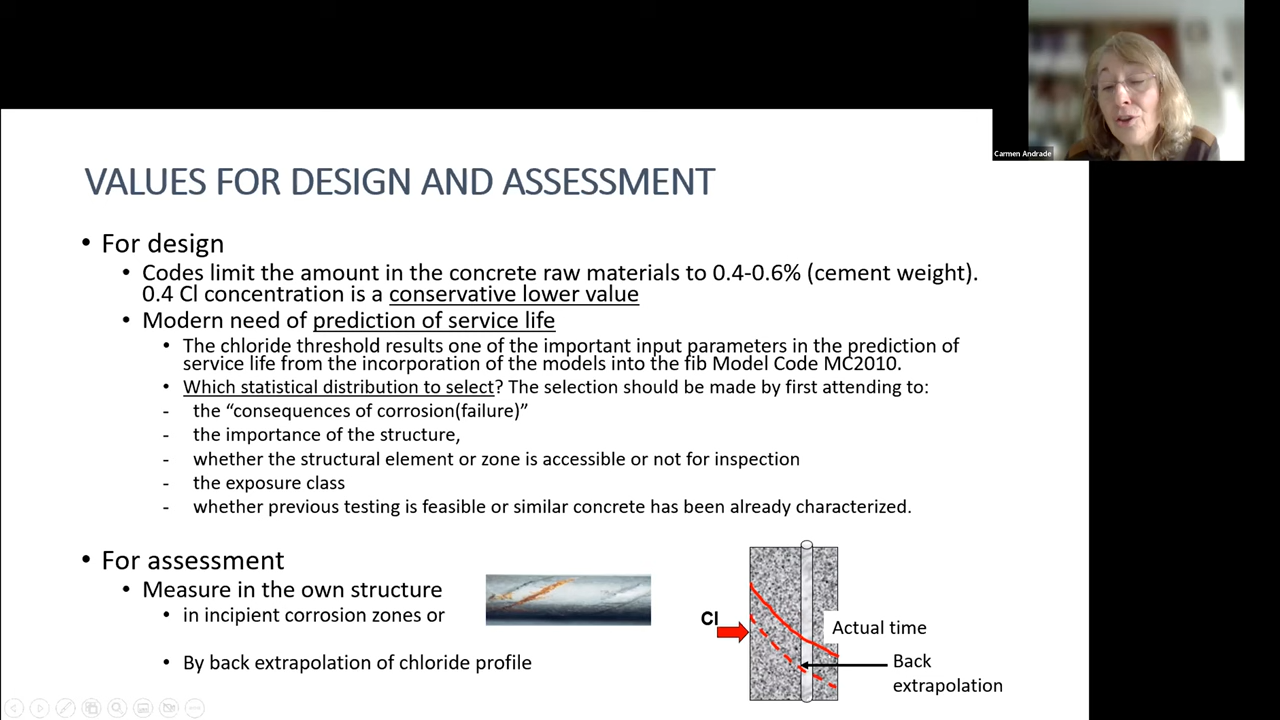 Carmen Andrade
VALUES FOR DESIGN AND ASSESSMENT
• For design
• Codes limit the amount in the concrete raw materials to 0.4-0.6% (cement weight).
0.4 Cl concentration is a conservative lower value
• Modern need of prediction of service life
• The chloride threshold results one of the important input parameters in the prediction of
service life from the incorporation of the models into the fib Model Code MC2010.
• Which statistical distribution to select? The selection should be made by first attending to:
- the “consequences of corrosion(failure)”
- the importance of the structure,
- whether the structural element or zone is accessible or not for inspection
- the exposure class
- whether previous testing is feasible or similar concrete has been already characterized.
• For assessment
• Measure in the own structure
• in incipient corrosion zones or
• By back extrapolation of chloride profile
Cl
Actual time
Back
extrapolation